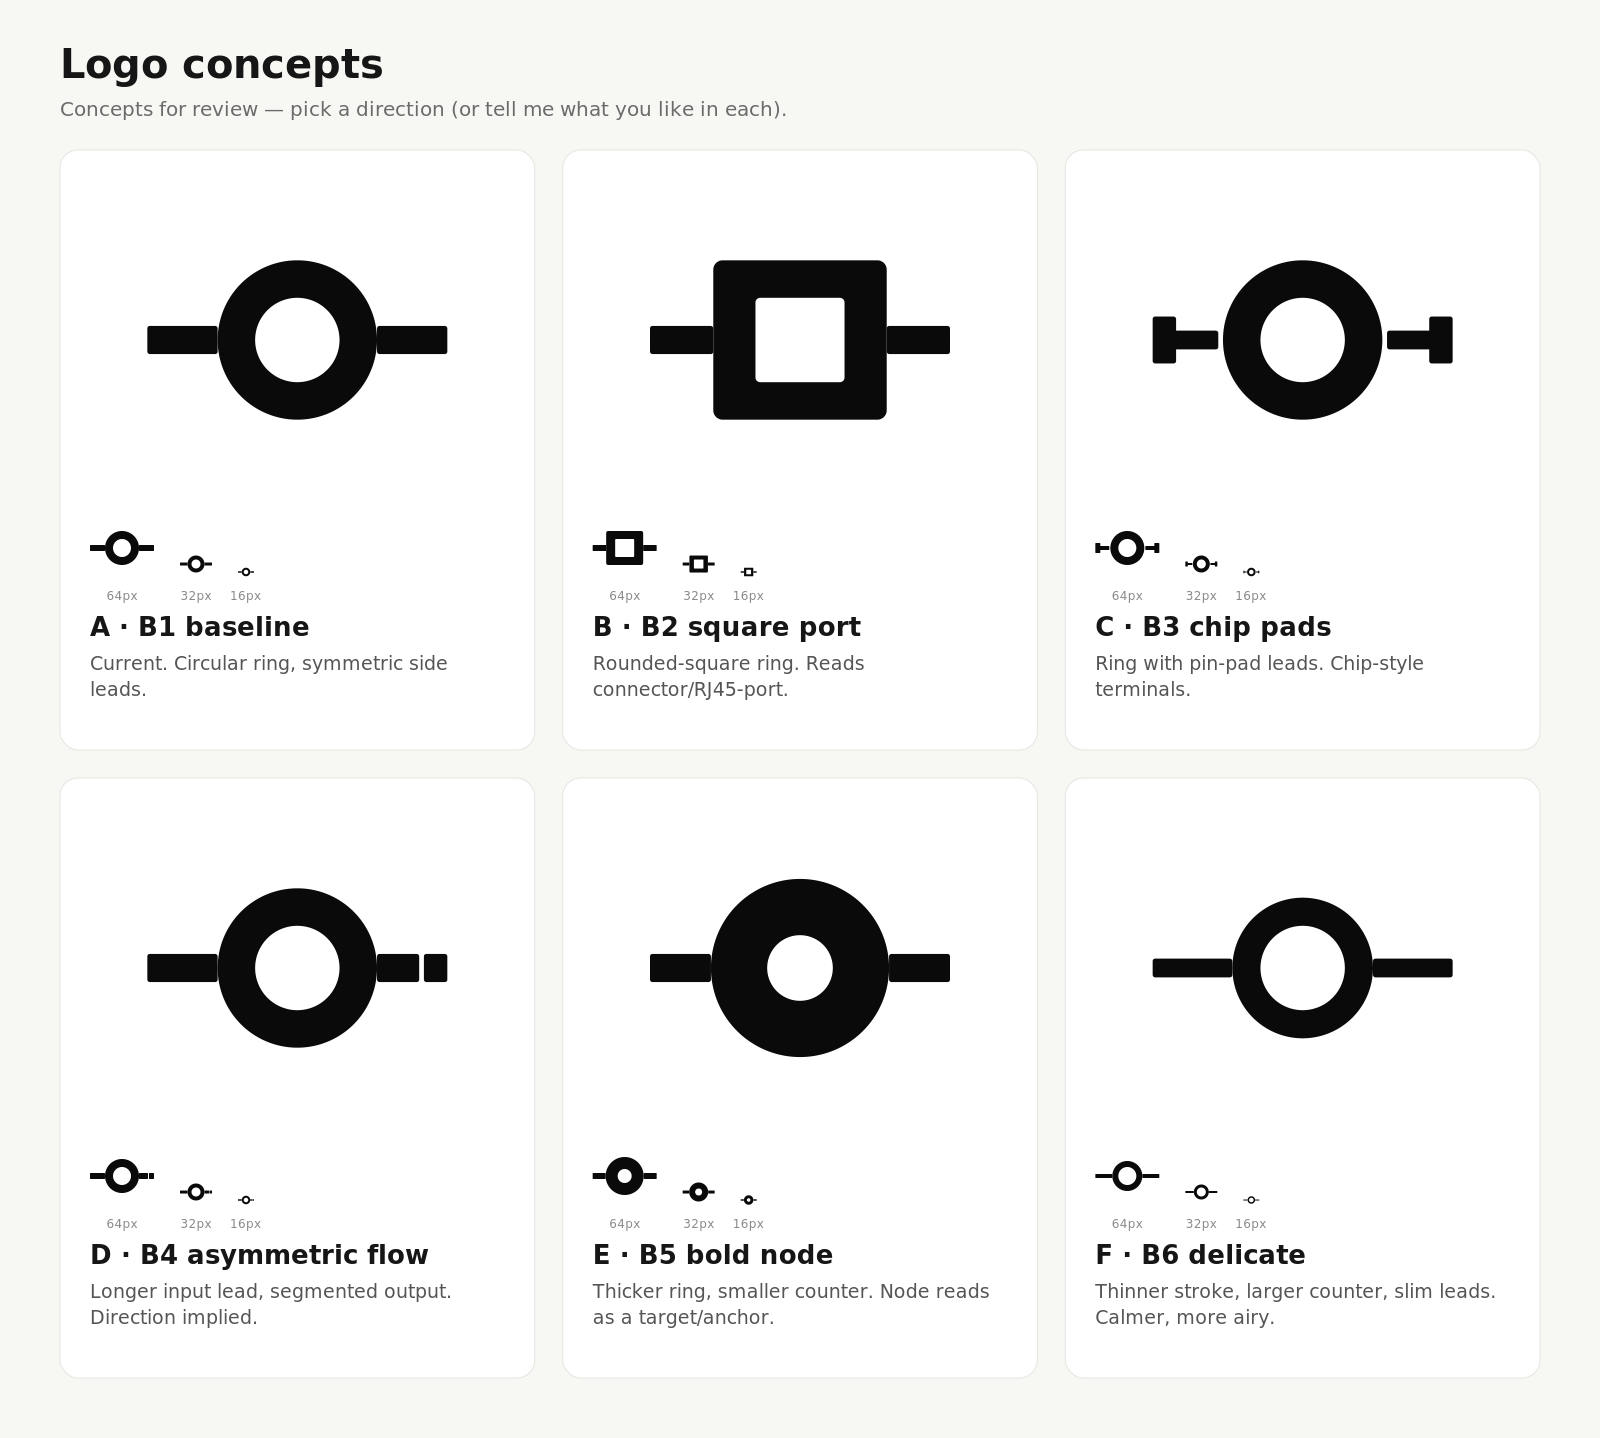 Logo concepts
Concepts for review — pick a direction (or tell me what you like in each).
64px 32px 16px
A · B1 baseline
Current. Circular ring, symmetric side
leads.
64px 32px 16px
B · B2 square port
Rounded-square ring. Reads
connector/RJ45-port.
64px 32px 16px
C · B3 chip pads
Ring with pin-pad leads. Chip-style
terminals.
64px 32px 16px
D · B4 asymmetric flow
Longer input lead, segmented output.
Direction implied.
64px 32px 16px
E · B5 bold node
Thicker ring, smaller counter. Node reads
as a target/anchor.
64px 32px 16px
F · B6 delicate
Thinner stroke, larger counter, slim leads.
Calmer, more airy.